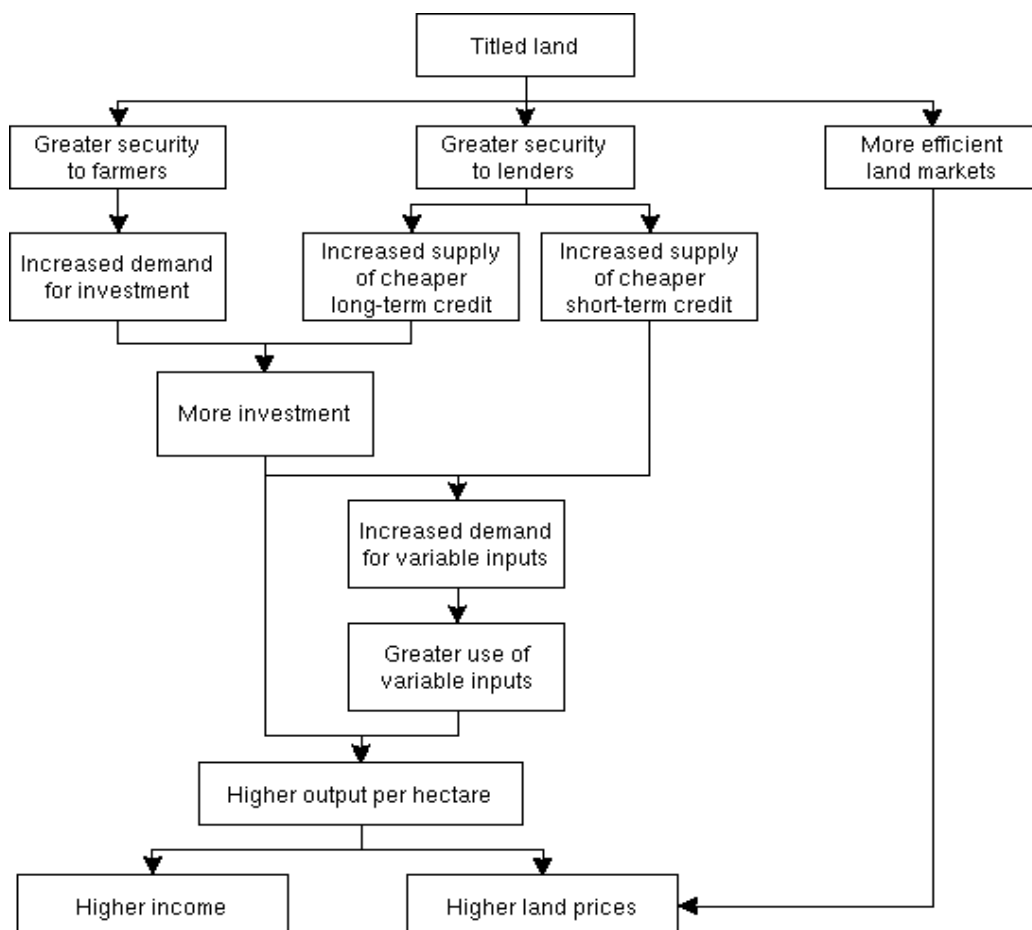 Titled land
Greater security
to farmers
Greater security
to lenders
More efficient
land markets
Increased demand
for investment
Increased supply
of cheaper
long-term credit
Increased supply
of cheaper
short-term credit
More investment
Increased demand
for variable inputs
Greater use of
variable inputs
Higher output per hectare
Higher income
Higher land prices